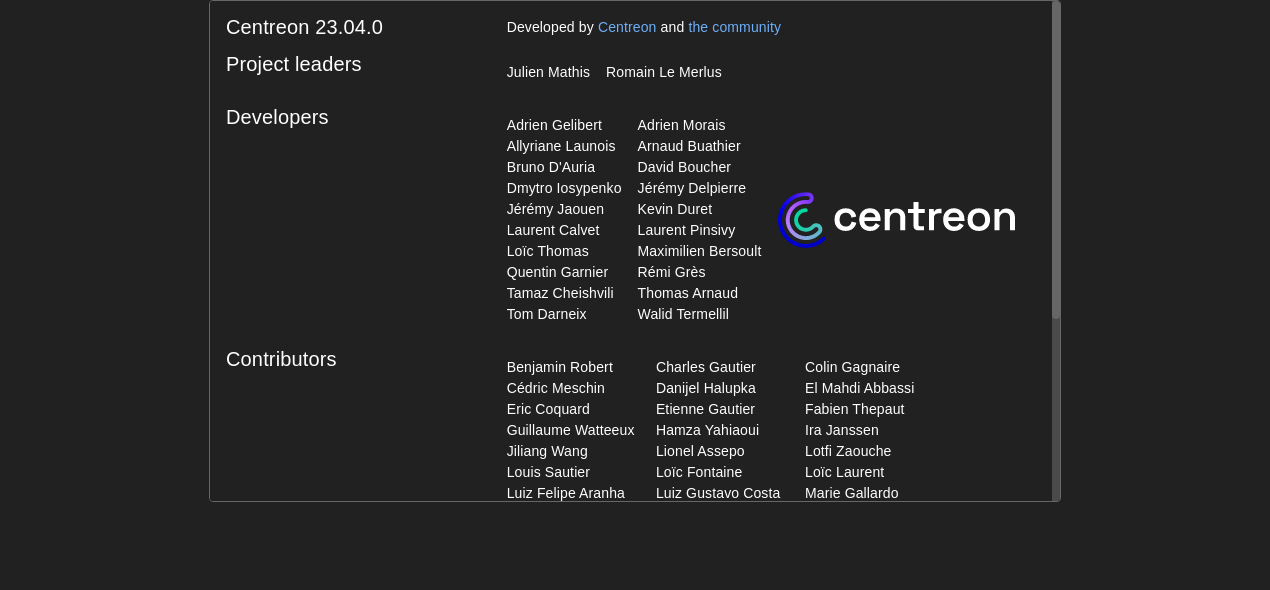 Centreon 23.04.0
Developed by Centreon and the community
Project leaders
Julien Mathis Romain Le Merlus
Developers
Adrien Gelibert Adrien Morais
Allyriane Launois Arnaud Buathier
Bruno D'Auria David Boucher
Dmytro Iosypenko Jérémy Delpierre
Jérémy Jaouen Kevin Duret
centreon
Laurent Calvet Laurent Pinsivy
Loïc Thomas Maximilien Bersoult
Quentin Garnier Rémi Grès
Tamaz Cheishvili Thomas Arnaud
Tom Darneix Walid Termellil
Contributors
Benjamin Robert Charles Gautier Colin Gagnaire
Cédric Meschin Danijel Halupka El Mahdi Abbassi
Eric Coquard Etienne Gautier Fabien Thepaut
Guillaume Watteeux Hamza Yahiaoui Ira Janssen
Jiliang Wang Lionel Assepo Lotfi Zaouche
Louis Sautier Loïc Fontaine Loïc Laurent
Luiz Felipe Aranha Luiz Gustavo Costa Marie Gallardo